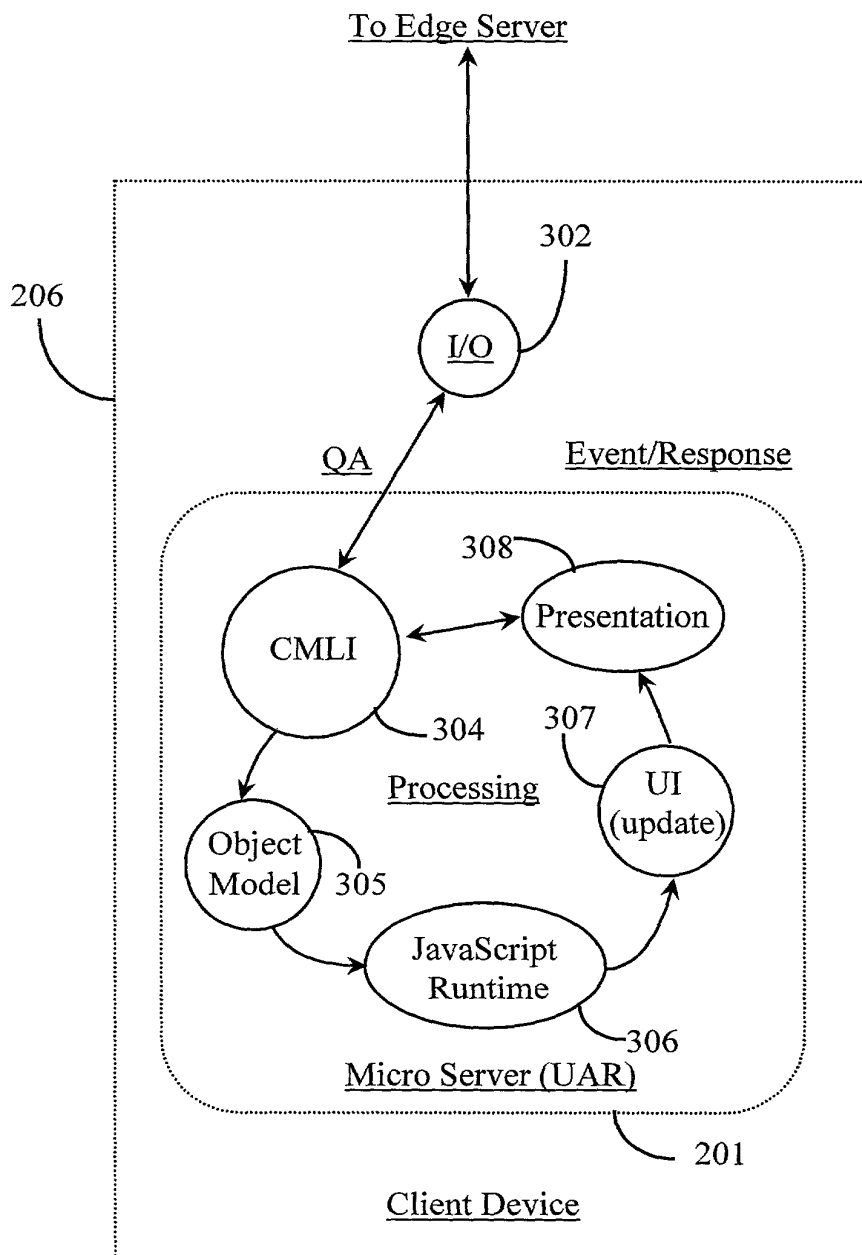 To Edge Server
302
206
I/O
QA
Event/Response
308
Presentation
CMLI
304
307
Processing
UI
(update)
Object
Model
305
JavaScript
Runtime
306
Micro Server (UAR)
201
Client Device